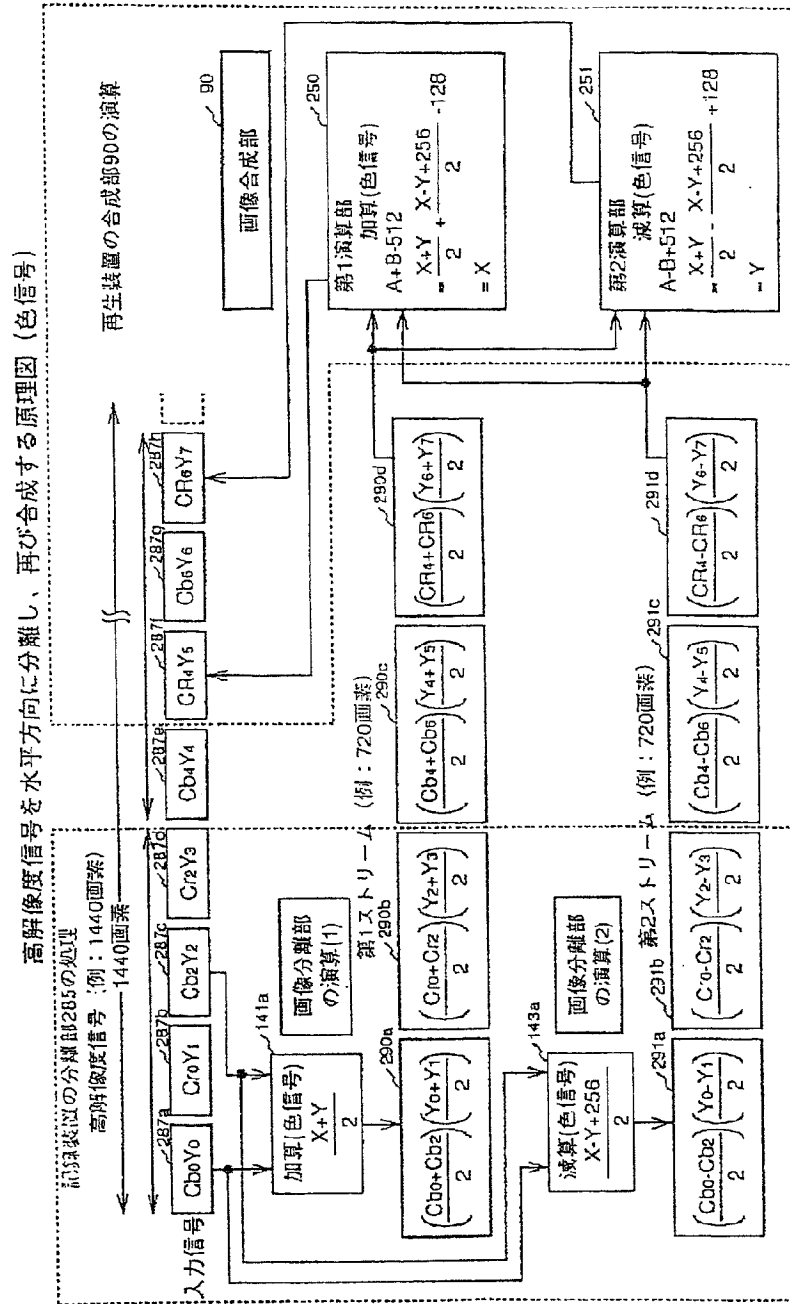 高解像度信号を水平方向に分離し、再び合成する原理図 (色信号)
記録装置の分離部285の処理
高解像度信号 (例：1440画素)
1440画素
再生装置の合成部90の演算
入力信号
287a
287b
287c
287d
287e
287f
287g
287h
Cb0Y0
Cr0Y1
Cb2Y2
Cr2Y3
Cb4Y4
CR4Y5
Cb6Y6
CR6Y7
90
画像合成部
141a
加算(色信号)
X+Y
2
画像分離部
の演算(1)
250
第1演算部
加算(色信号)
A+B-512
= X+Y/2 + X-Y+256/2 -128
= X
第1ストリーム (例：720画素)
290a
290b
290c
290d
(Cb0+Cb2/2)(Y0+Y1/2)
(Cr0+Cr2/2)(Y2+Y3/2)
(Cb4+Cb6/2)(Y4+Y5/2)
(CR4+CR6/2)(Y6+Y7/2)
143a
減算(色信号)
X-Y+256
2
画像分離部
の演算(2)
251
第2演算部
減算(色信号)
A-B+512
= X+Y/2 - X-Y+256/2 +128
= Y
第2ストリーム (例：720画素)
291a
291b
291c
291d
(Cb0-Cb2/2)(Y0-Y1/2)
(Cr0-Cr2/2)(Y2-Y3/2)
(Cb4-Cb6/2)(Y4-Y5/2)
(CR4-CR6/2)(Y6-Y7/2)